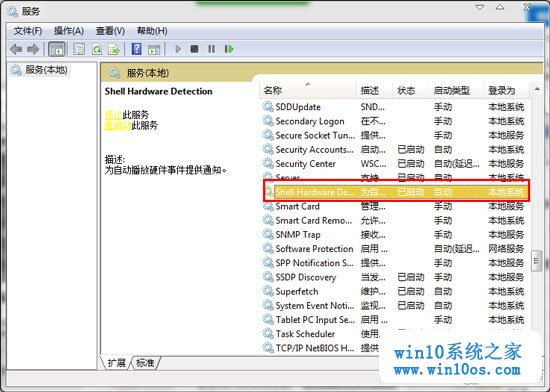 服务
文件(F) 操作(A) 查看(V) 帮助(H)
服务(本地)
服务(本地)
Shell Hardware Detection
停止此服务
重启动此服务
描述:
为自动播放硬件事件提供通知。
名称 描述 状态 启动类型 登录为
SDDUpdate SND... 手动 本地系统
Secondary Logon 在不... 手动 本地系统
Secure Socket Tun... 提供... 手动 本地服务
Security Accounts... 启动... 已启动 自动 本地系统
Security Center WSC... 已启动 自动(延迟... 本地服务
Server 支持... 已启动 自动 本地系统
Shell Hardware De... 为自... 已启动 自动 本地系统
Smart Card 管理... 手动 本地服务
Smart Card Remo... 允许... 手动 本地系统
SNMP Trap 接收... 手动 本地服务
Software Protection 启用 ... 自动(延迟... 网络服务
SPP Notification S... 提供... 手动 本地服务
SSDP Discovery 当发... 已启动 手动 本地服务
Superfetch 维护... 已启动 自动 本地系统
System Event Noti... 监视... 已启动 自动 本地系统
Tablet PC Input Se... 启用 ... 手动 本地系统
Task Scheduler 使用... 已启动 自动
TCP/IP NetBIOS H... 提供...
扩展 标准
win10系统之家
www.win10os.com